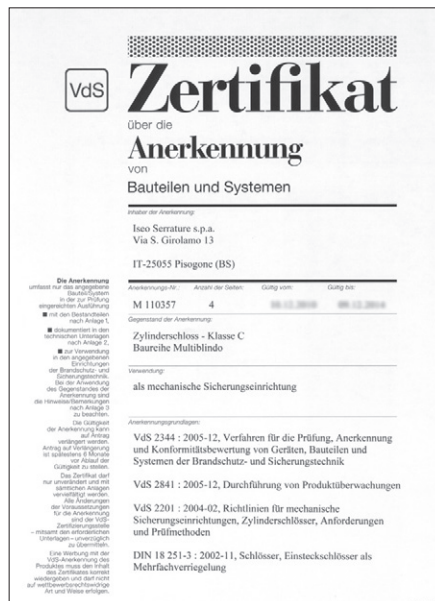 VdS
Zertifikat
über die
Anerkennung
von
Bauteilen und Systemen
Inhaber der Anerkennung:
Iseo Serrature s.p.a.
Via S. Girolamo 13
IT-25055 Pisogne (BS)
Die Anerkennung
umfasst nur das angegebene
Bauteil/System
in der zur Prüfung
eingereichten Ausführung
■ mit den Bestandteilen
nach Anlage 1,
■ dokumentiert in den
technischen Unterlagen
nach Anlage 2,
■ zur Verwendung
in den angegebenen
Einrichtungen
der Brandschutz- und
Sicherungstechnik.
Bei der Anwendung
des Gegenstandes der
Anerkennung sind
die Hinweise/Bemerkungen
nach Anlage 3
zu beachten.
Die Gültigkeit
der Anerkennung kann
auf Antrag
verlängert werden.
Antrag auf Verlängerung
ist spätestens 6 Monate
vor Ablauf der
Gültigkeit zu stellen.
Das Zertifikat darf
nur unverändert und mit
sämtlichen Anlagen
vervielfältigt werden.
Alle Änderungen
der Voraussetzungen
für die Anerkennung
sind der VdS-
Zertifizierungsstelle
– mitsamt den erforderlichen
Unterlagen – unverzüglich
zu übermitteln.
Eine Werbung mit der
VdS-Anerkennung des
Produktes muss den Inhalt
des Zertifikates korrekt
wiedergeben und darf nicht
auf wettbewerbsrechtswidrige
Art und Weise erfolgen.
Anerkennungs-Nr.: Anzahl der Seiten: Gültig vom: Gültig bis:
M 110357 4
Gegenstand der Anerkennung:
Zylinderschloss - Klasse C
Baureihe Multiblindo
Verwendung:
als mechanische Sicherungseinrichtung
Anerkennungsgrundlagen:
VdS 2344 : 2005-12, Verfahren für die Prüfung, Anerkennung
und Konformitätsbewertung von Geräten, Bauteilen und
Systemen der Brandschutz- und Sicherungstechnik
VdS 2841 : 2005-12, Durchführung von Produktüberwachungen
VdS 2201 : 2004-02, Richtlinien für mechanische
Sicherungseinrichtungen, Zylinderschlösser, Anforderungen
und Prüfmethoden
DIN 18 251-3 : 2002-11, Schlösser, Einsteckschlösser als
Mehrfachverriegelung